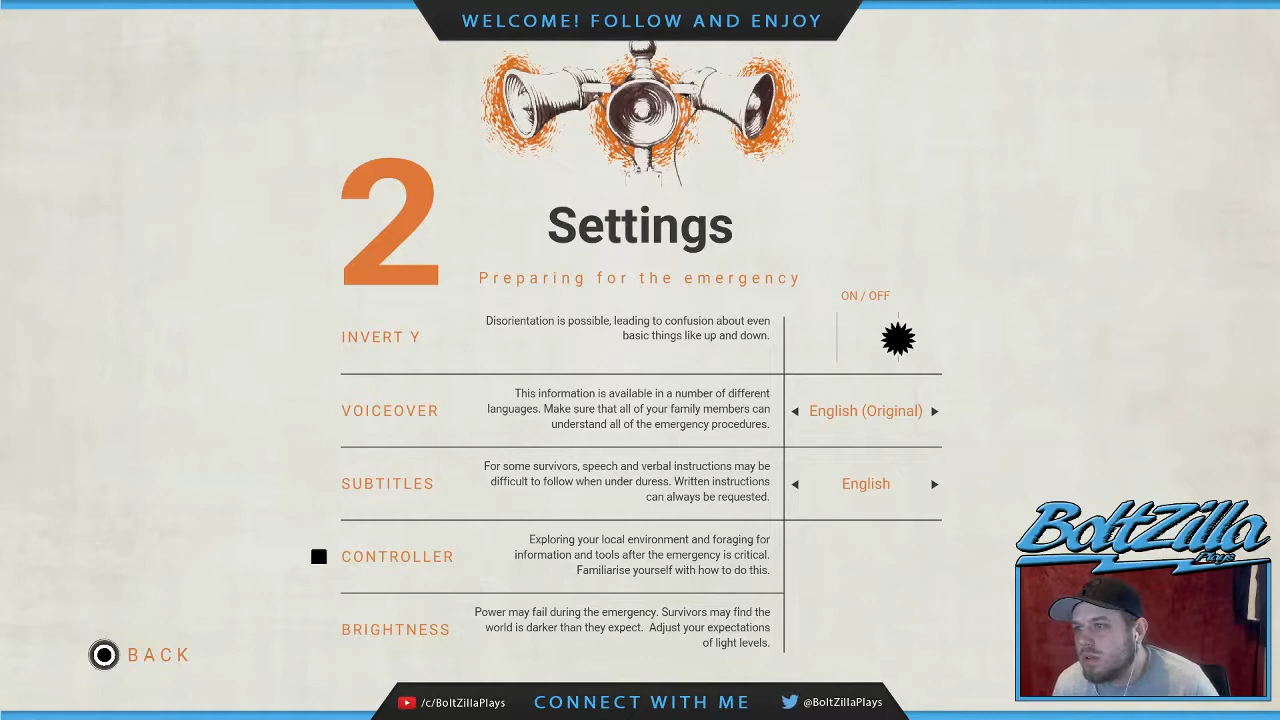 WELCOME! FOLLOW AND ENJOY
2
Settings
Preparing for the emergency
ON / OFF
INVERT Y
Disorientation is possible, leading to confusion about even
basic things like up and down.
VOICEOVER
This information is available in a number of different
languages. Make sure that all of your family members can
understand all of the emergency procedures.
English (Original)
SUBTITLES
For some survivors, speech and verbal instructions may be
difficult to follow when under duress. Written instructions
can always be requested.
English
CONTROLLER
Exploring your local environment and foraging for
information and tools after the emergency is critical.
Familiarise yourself with how to do this.
BRIGHTNESS
Power may fail during the emergency. Survivors may find the
world is darker than they expect. Adjust your expectations
of light levels.
BACK
BoltZilla
Plays
/c/BoltZillaPlays
CONNECT WITH ME
@BoltZillaPlays